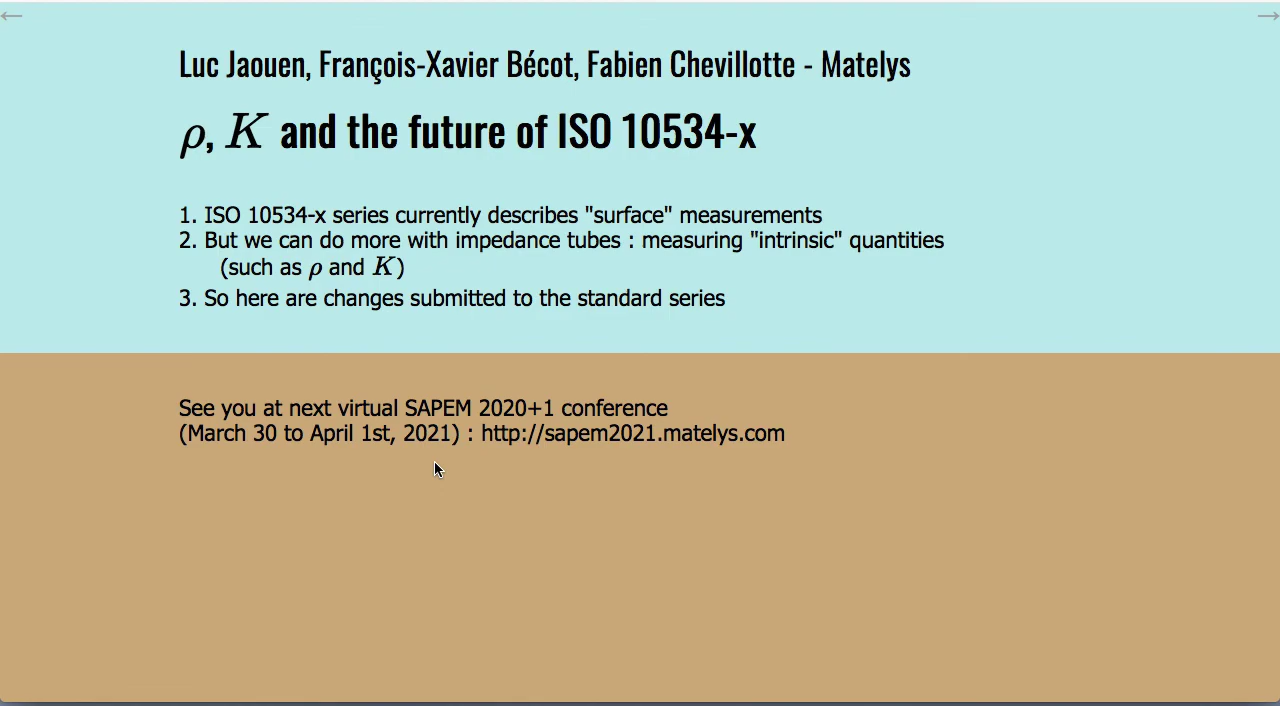 Luc Jaouen, François-Xavier Bécot, Fabien Chevillotte - Matelys
ρ, K and the future of ISO 10534-x
1. ISO 10534-x series currently describes "surface" measurements
2. But we can do more with impedance tubes : measuring "intrinsic" quantities
(such as ρ and K)
3. So here are changes submitted to the standard series
See you at next virtual SAPEM 2020+1 conference
(March 30 to April 1st, 2021) : http://sapem2021.matelys.com